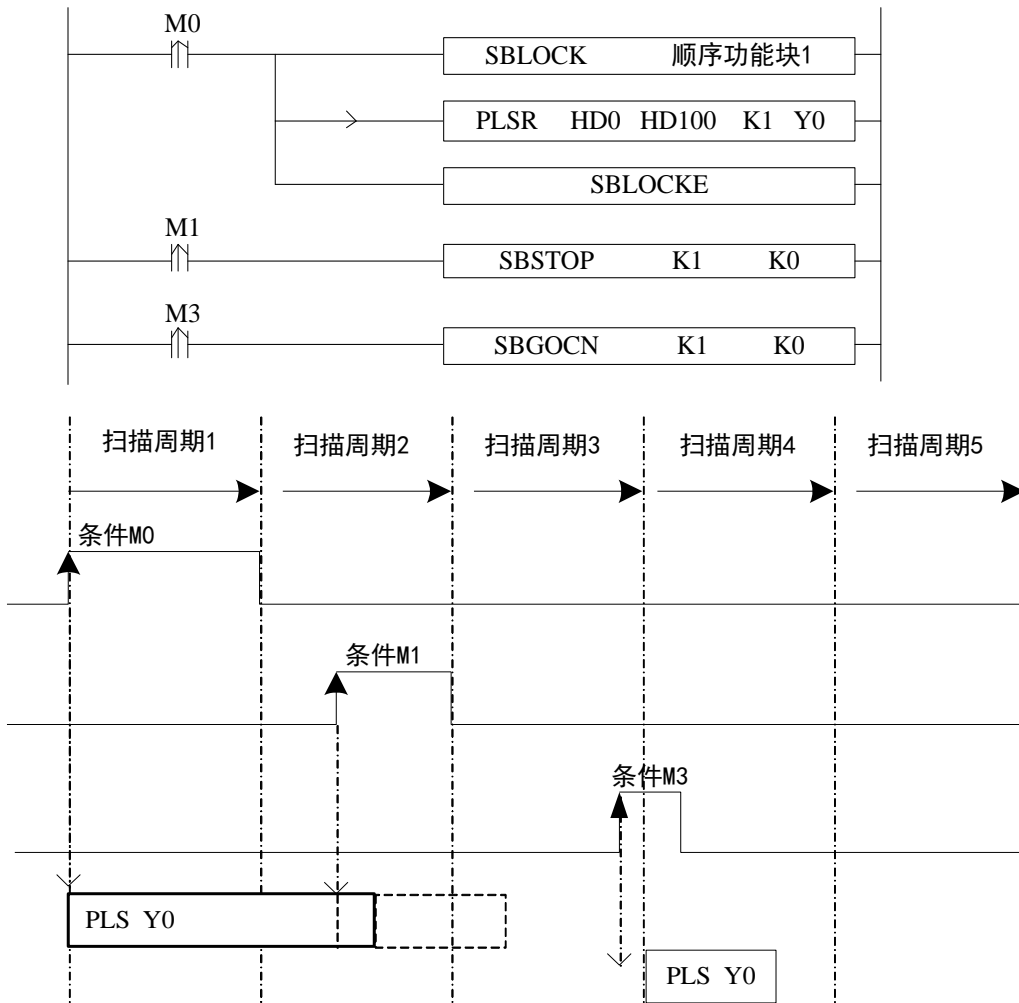 M0
SBLOCK 顺序功能块1
PLSR HD0 HD100 K1 Y0
SBLOCKE
M1
SBSTOP K1 K0
M3
SBGOCN K1 K0
扫描周期1 扫描周期2 扫描周期3 扫描周期4 扫描周期5
条件M0
条件M1
条件M3
PLS Y0
PLS Y0